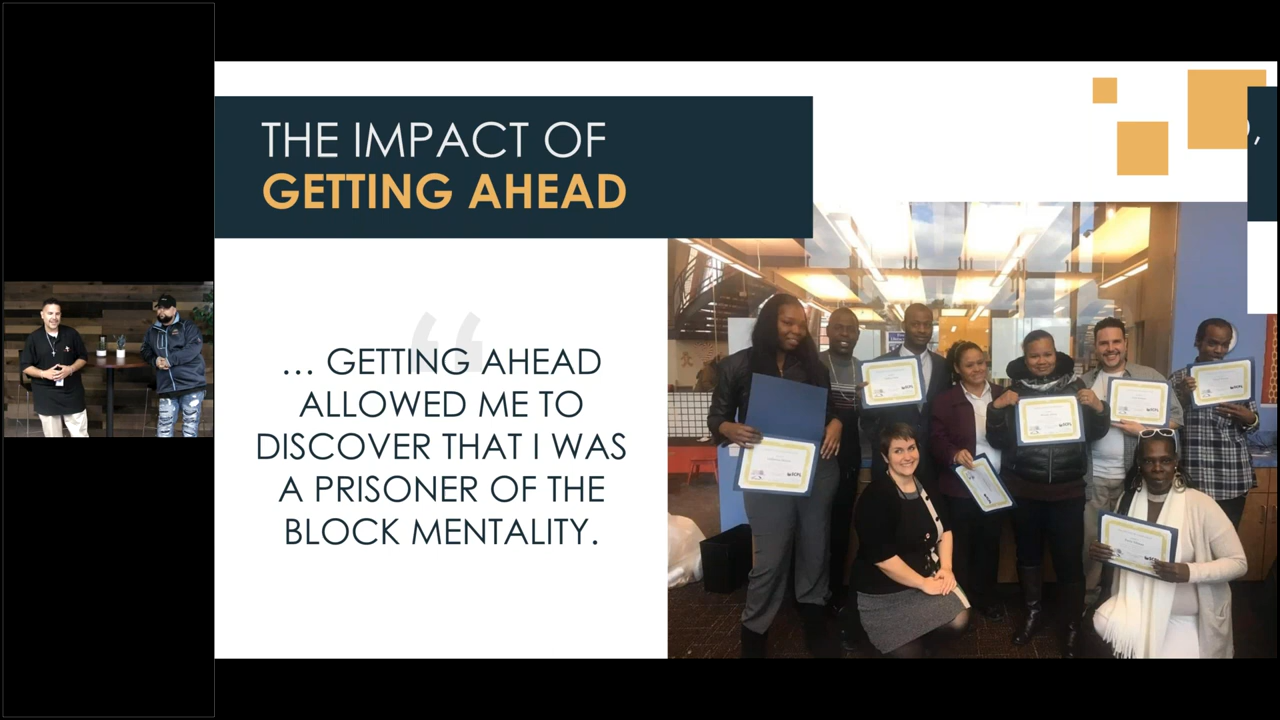 THE IMPACT OF
GETTING AHEAD
“
... GETTING AHEAD
ALLOWED ME TO
DISCOVER THAT I WAS
A PRISONER OF THE
BLOCK MENTALITY.